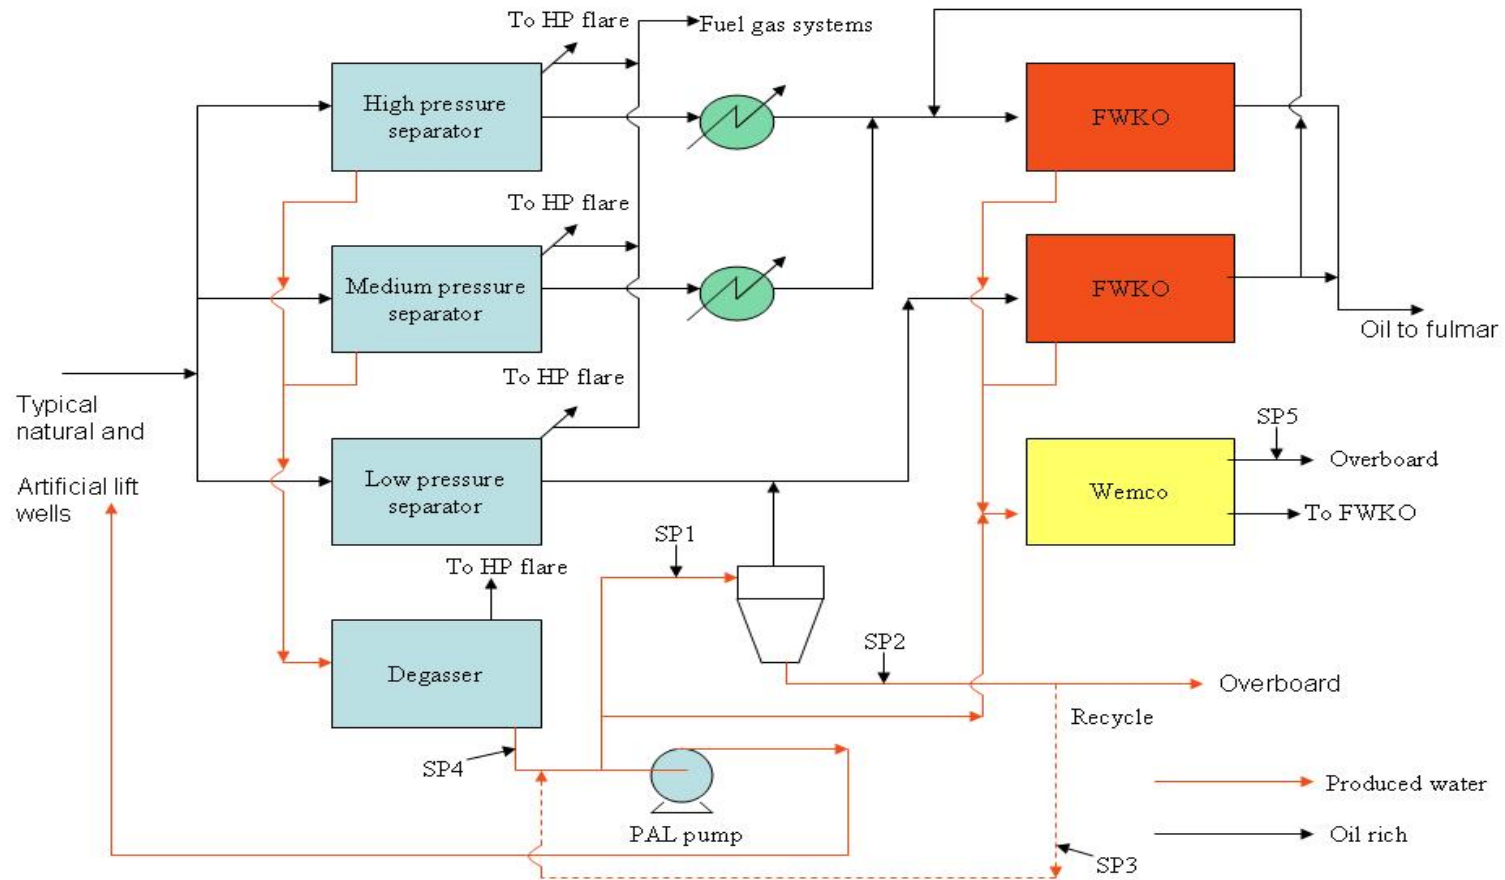 To HP flare
Fuel gas systems
High pressure
separator
FWKO
To HP flare
Medium pressure
separator
FWKO
Oil to fulmar
To HP flare
Typical
natural and
Artificial lift
wells
Low pressure
separator
SP5
Overboard
Wemco
To FWKO
SP1
To HP flare
Degasser
SP2
Overboard
Recycle
SP4
PAL pump
Produced water
Oil rich
SP3